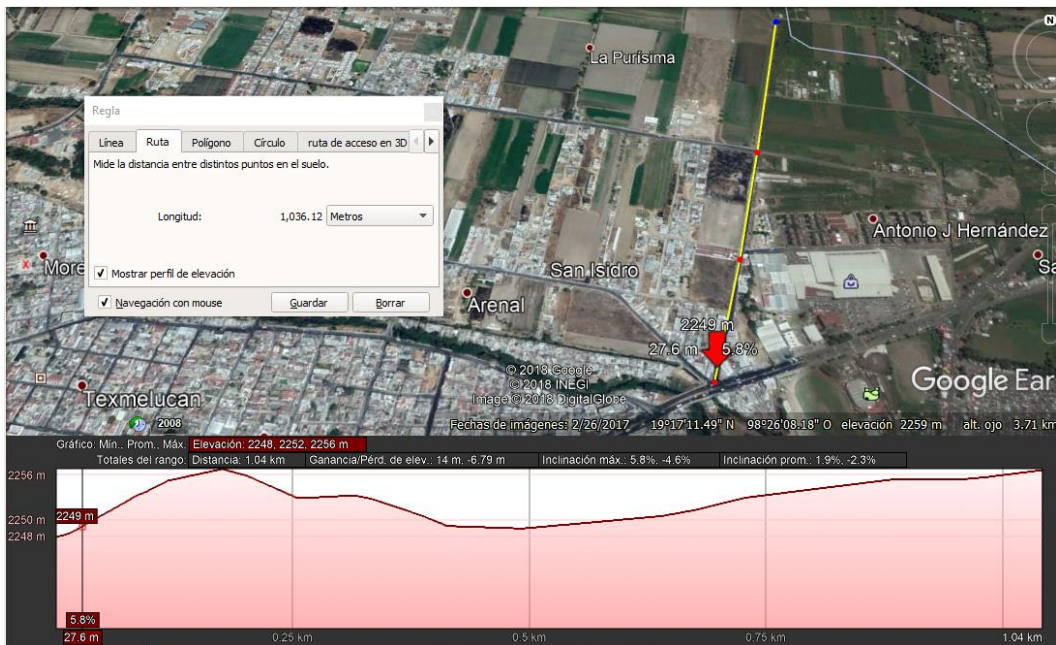 N
La Purísima
Regla
Línea Ruta Polígono Círculo ruta de acceso en 3D
Mide la distancia entre distintos puntos en el suelo.
Longitud: 1,036.12 Metros
Mostrar perfil de elevación
Navegación con mouse Guardar Borrar
Antonio J Hernández
More
San Isidro
Sa
Arenal
2249 m
27.6 m 5.8%
© 2018 Google
© 2018 INEGI
Image © 2018 DigitalGlobe
Google Ear
Texmelucan
2008
Fechas de imágenes: 2/26/2017 19°17'11.49" N 98°26'08.18" O elevación 2259 m alt. ojo 3.71 km
Gráfico: Mín., Prom., Máx. Elevación: 2248, 2252, 2256 m
Totales del rango: Distancia: 1.04 km Ganancia/Pérd. de elev.: 14 m, -6.79 m Inclinación máx.: 5.8%, -4.6% Inclinación prom.: 1.9%, -2.3%
2256 m
2249 m
2250 m
2248 m
5.8%
27.6 m 0.25 km 0.5 km 0.75 km 1.04 km